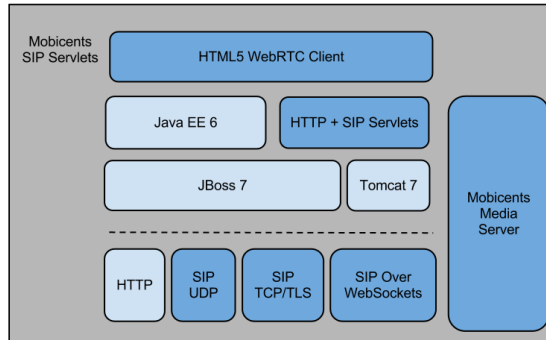 Mobicents
SIP Servlets
HTML5 WebRTC Client
Java EE 6
HTTP + SIP Servlets
JBoss 7
Tomcat 7
Mobicents
Media
Server
HTTP
SIP
UDP
SIP
TCP/TLS
SIP Over
WebSockets